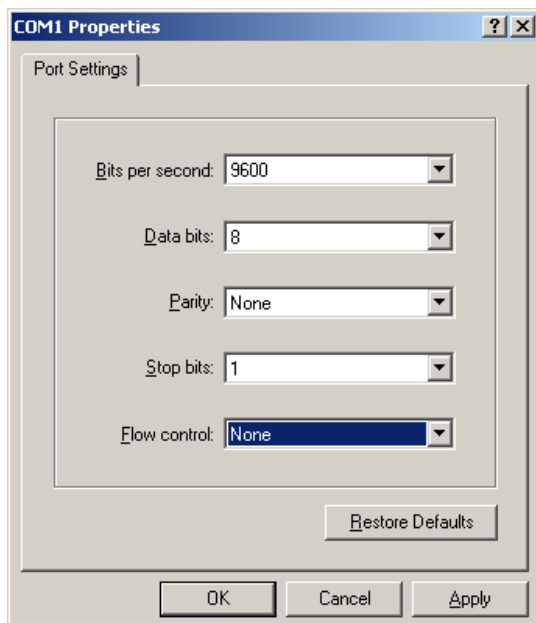 COM1 Properties
Port Settings
Bits per second: 9600
Data bits: 8
Parity: None
Stop bits: 1
Flow control: None
Restore Defaults
OK Cancel Apply